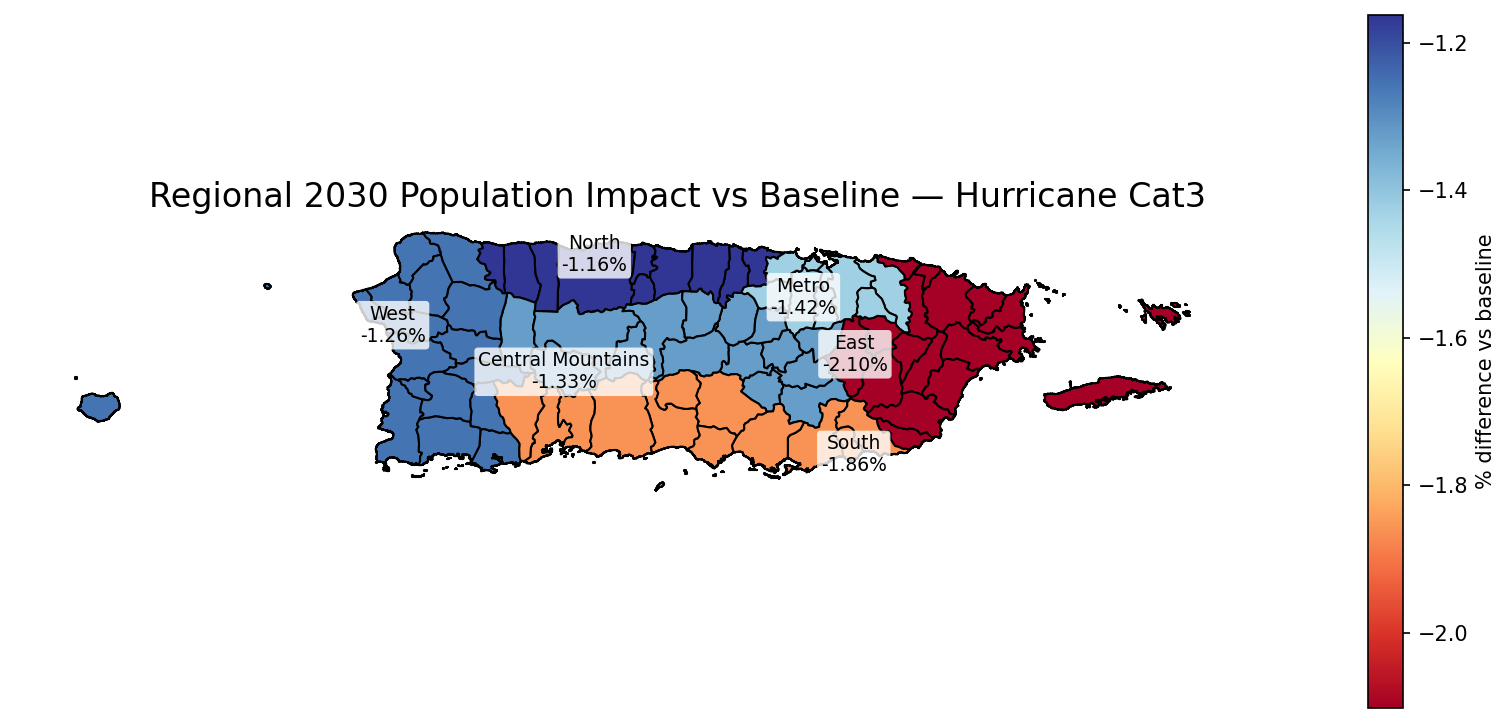 Regional 2030 Population Impact vs Baseline — Hurricane Cat3
North
-1.16%
Metro
-1.42%
West
-1.26%
East
-2.10%
Central Mountains
-1.33%
South
-1.86%
−1.2
−1.4
−1.6
−1.8
−2.0
% difference vs baseline